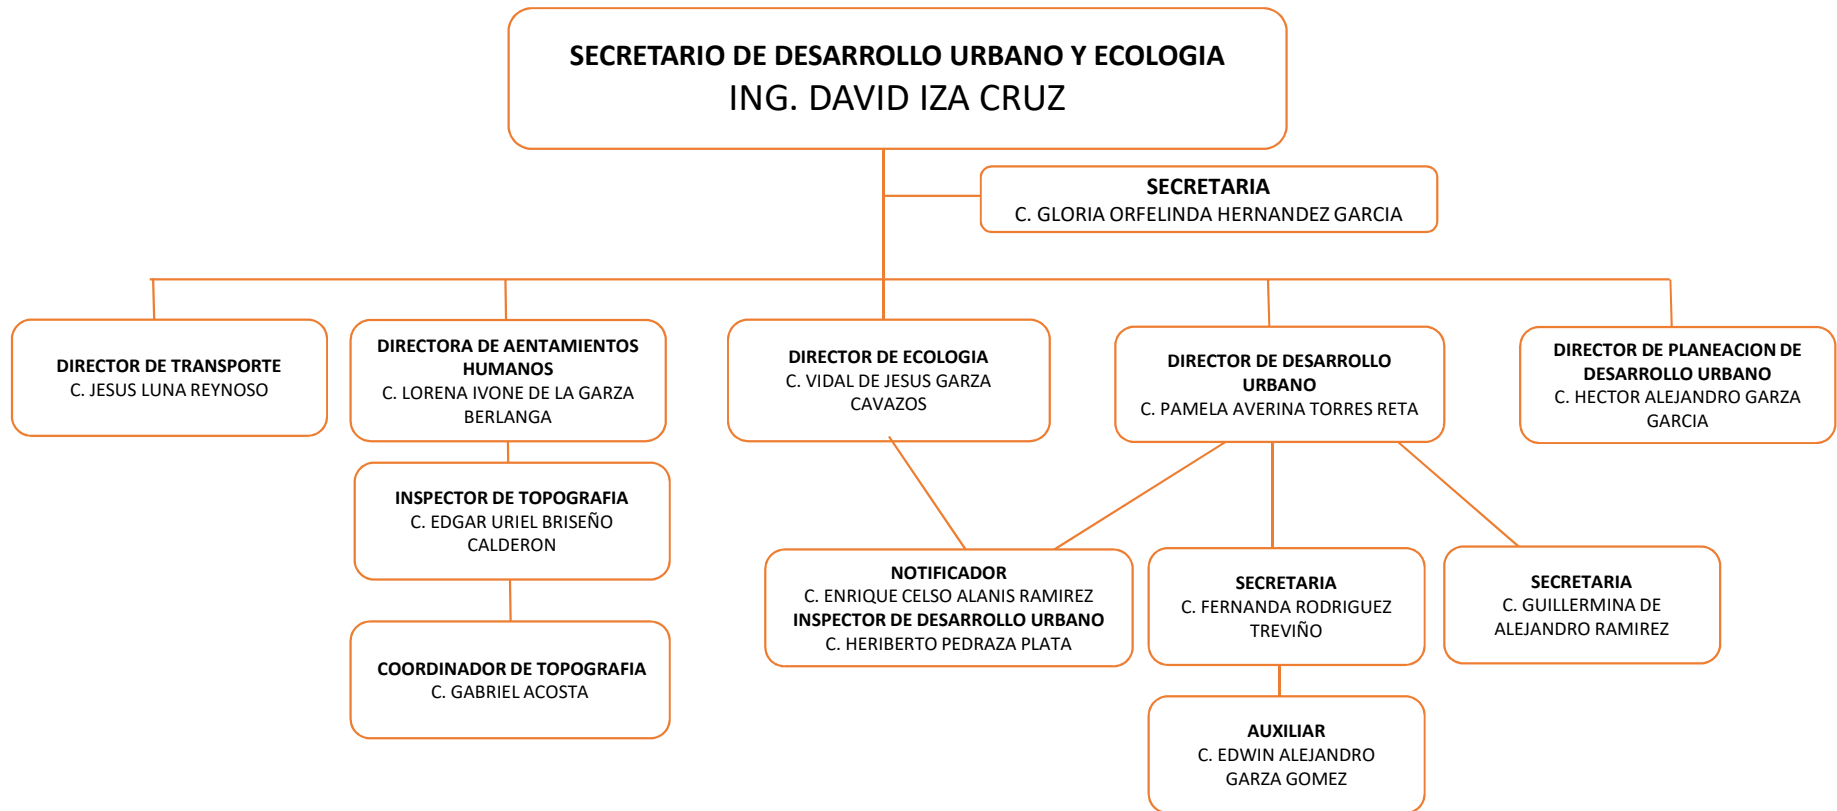 SECRETARIO DE DESARROLLO URBANO Y ECOLOGIA
ING. DAVID IZA CRUZ
SECRETARIA
C. GLORIA ORFELINDA HERNANDEZ GARCIA
DIRECTOR DE TRANSPORTE
C. JESUS LUNA REYNOSO
DIRECTORA DE AENTAMIENTOS
HUMANOS
C. LORENA IVONE DE LA GARZA
BERLANGA
DIRECTOR DE ECOLOGIA
C. VIDAL DE JESUS GARZA
CAVAZOS
DIRECTOR DE DESARROLLO
URBANO
C. PAMELA AVERINA TORRES RETA
DIRECTOR DE PLANEACION DE
DESARROLLO URBANO
C. HECTOR ALEJANDRO GARZA
GARCIA
INSPECTOR DE TOPOGRAFIA
C. EDGAR URIEL BRISEÑO
CALDERON
NOTIFICADOR
C. ENRIQUE CELSO ALANIS RAMIREZ
INSPECTOR DE DESARROLLO URBANO
C. HERIBERTO PEDRAZA PLATA
SECRETARIA
C. FERNANDA RODRIGUEZ
TREVIÑO
SECRETARIA
C. GUILLERMINA DE
ALEJANDRO RAMIREZ
COORDINADOR DE TOPOGRAFIA
C. GABRIEL ACOSTA
AUXILIAR
C. EDWIN ALEJANDRO
GARZA GOMEZ